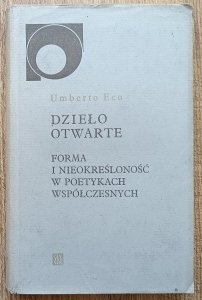 Umberto Eco
DZIEŁO
OTWARTE
FORMA
I NIEOKREŚLONOŚĆ
W POETYKACH
WSPÓŁCZESNYCH